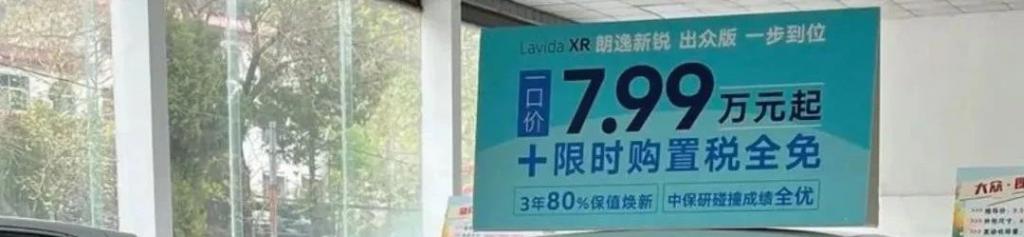 Lavida XR 朗逸新锐 出众版 一步到位
一口价 7.99万元起
+限时购置税全免
3年80%保值焕新 中保研碰撞成绩全优
大众·